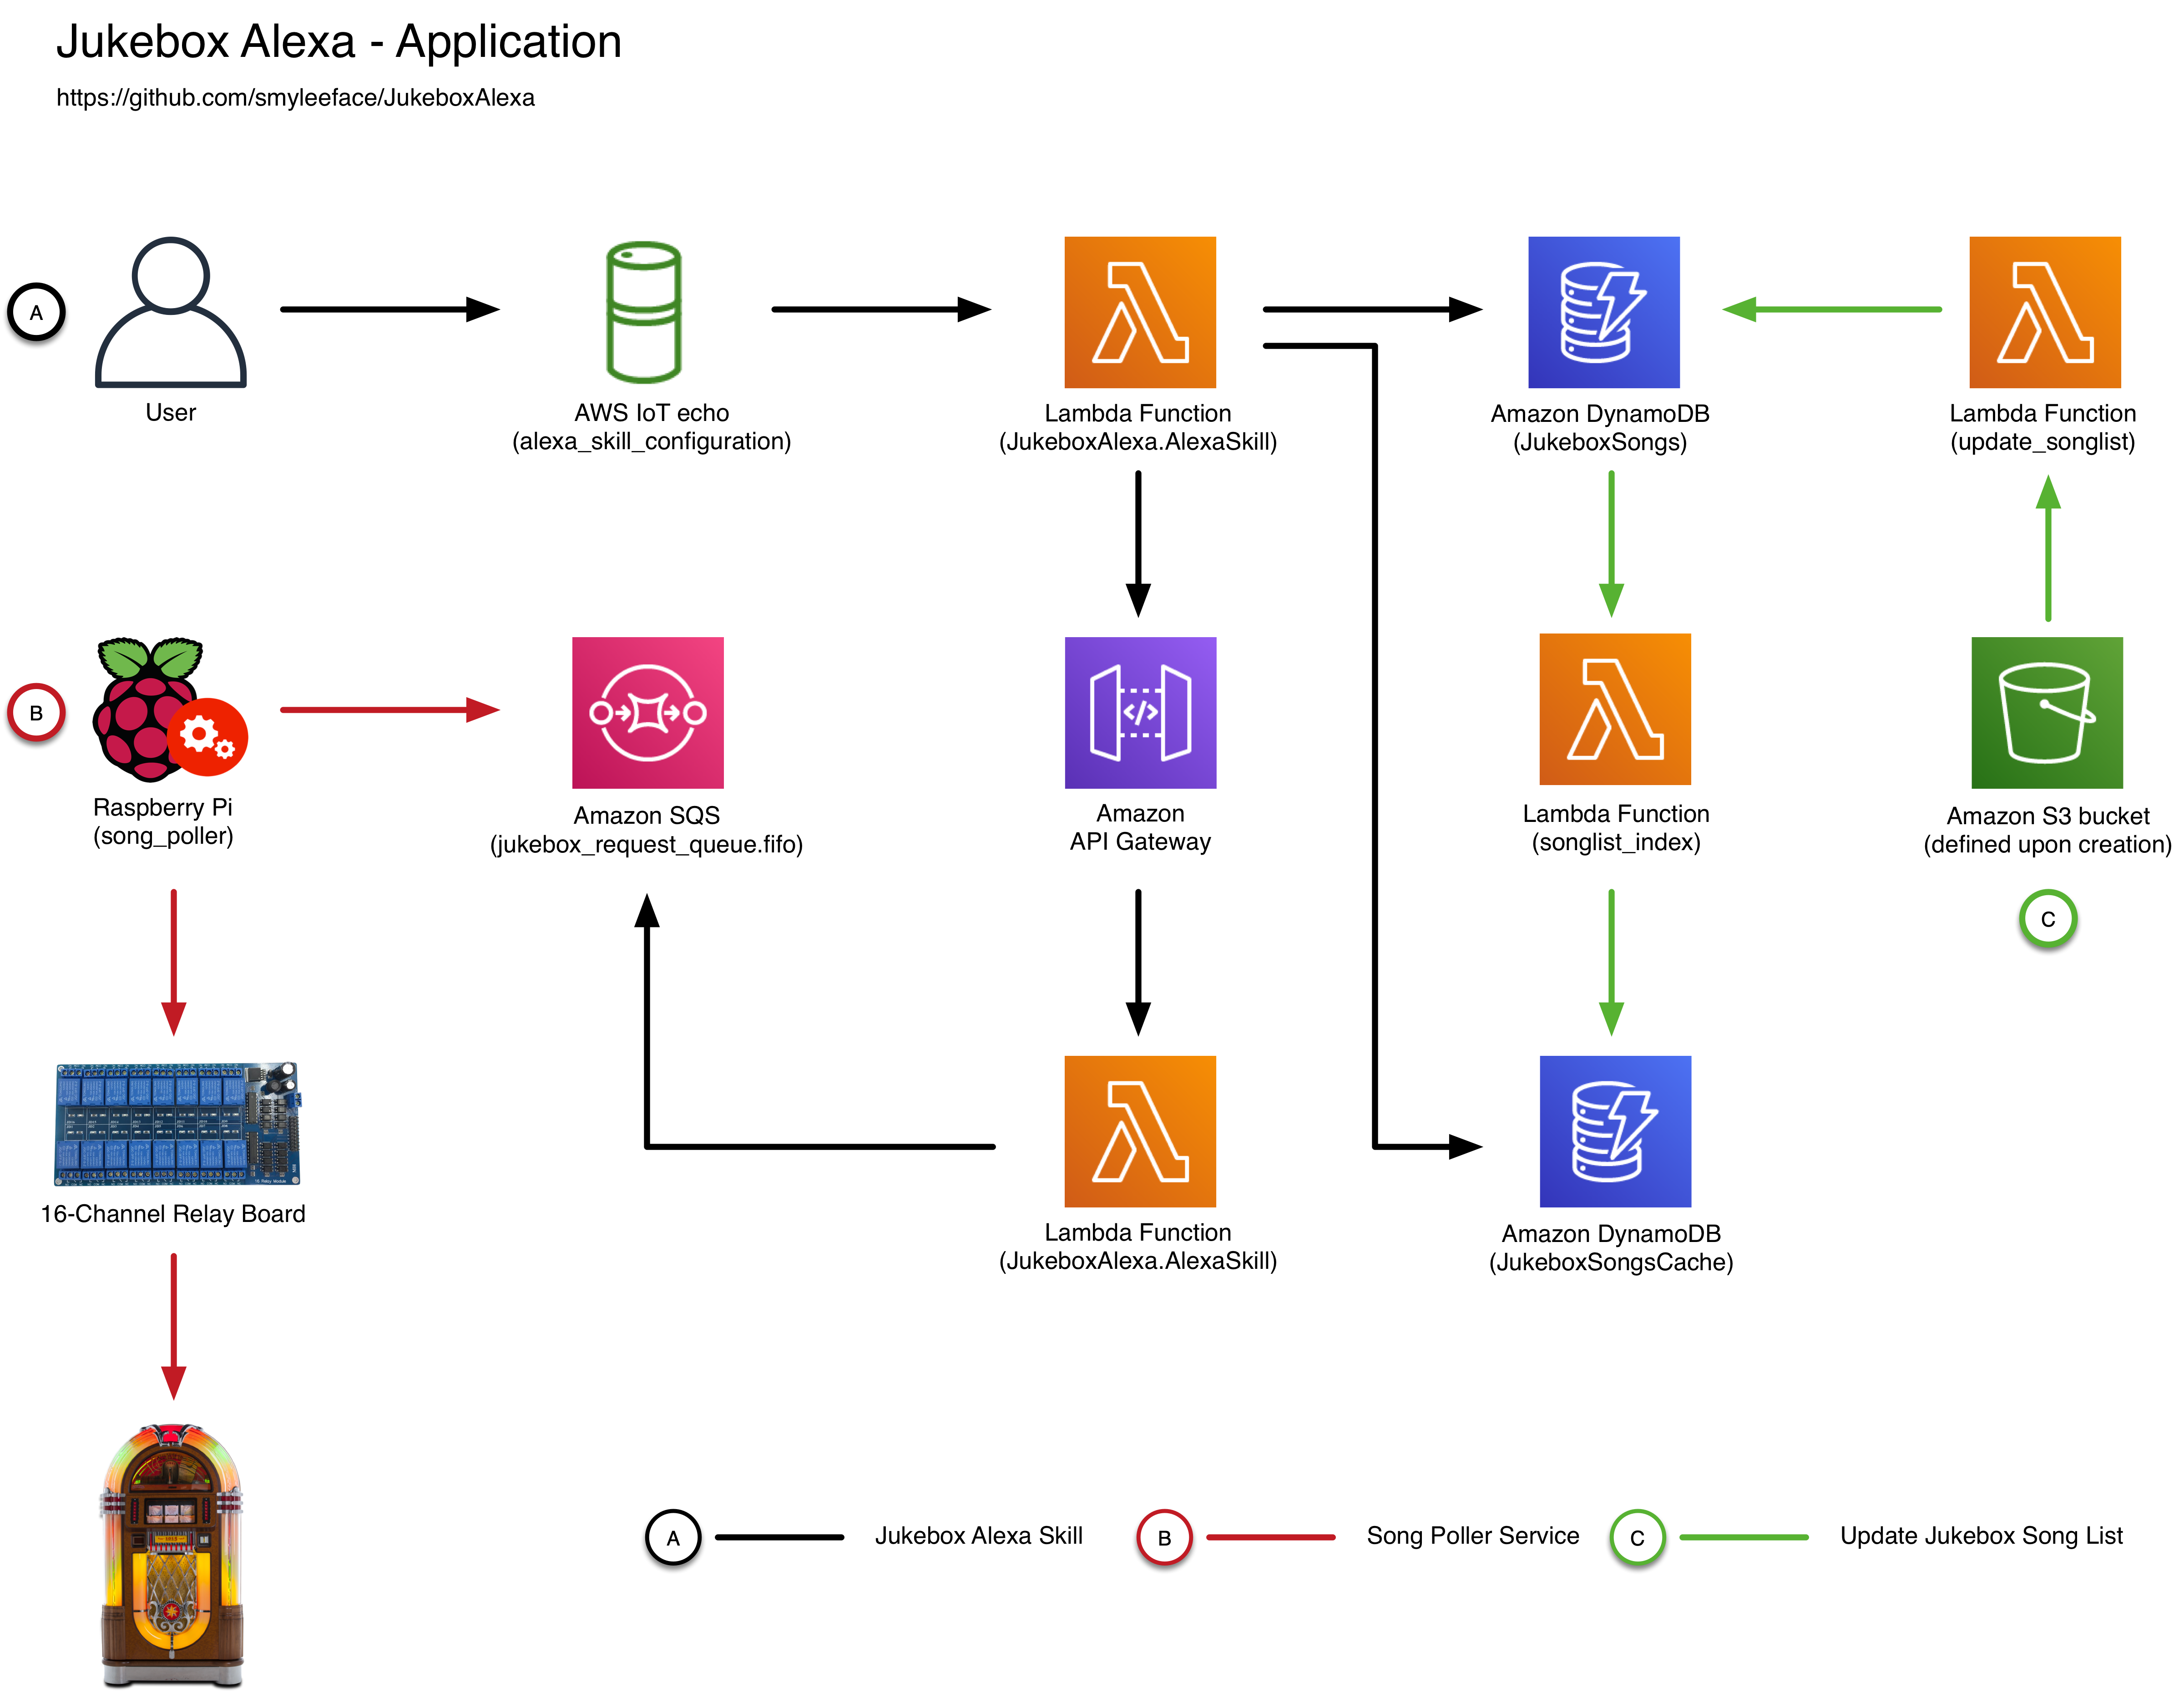 Jukebox Alexa - Application
https://github.com/smyleeface/JukeboxAlexa
A
User
AWS IoT echo
(alexa_skill_configuration)
Lambda Function
(JukeboxAlexa.AlexaSkill)
Amazon DynamoDB
(JukeboxSongs)
Lambda Function
(update_songlist)
B
Raspberry Pi
(song_poller)
Amazon SQS
(jukebox_request_queue.fifo)
</>
Amazon
API Gateway
Lambda Function
(songlist_index)
Amazon S3 bucket
(defined upon creation)
C
16-Channel Relay Board
Lambda Function
(JukeboxAlexa.AlexaSkill)
Amazon DynamoDB
(JukeboxSongsCache)
A
Jukebox Alexa Skill
B
Song Poller Service
C
Update Jukebox Song List